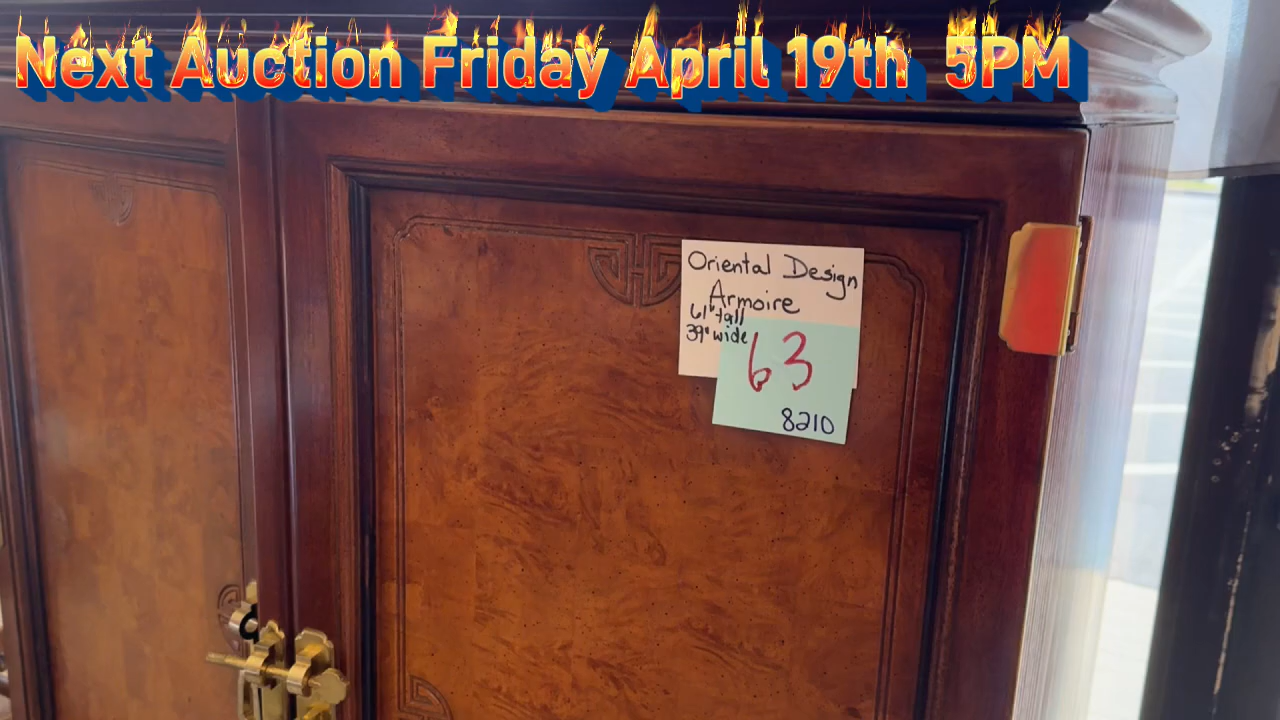 Next Auction Friday April 19th 5PM
Oriental Design
Armoire
61" tall
39" wide
63
8210